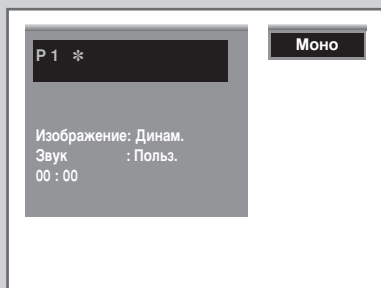 P 1 ✻
Моно
Изображение: Динам.
Звук : Польз.
00 : 00